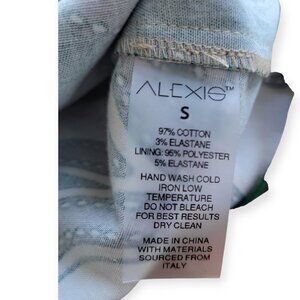 ALEXIS™
S
97% COTTON
3% ELASTANE
LINING: 95% POLYESTER
5% ELASTANE
HAND WASH COLD
IRON LOW
TEMPERATURE
DO NOT BLEACH
FOR BEST RESULTS
DRY CLEAN
MADE IN CHINA
WITH MATERIALS
SOURCED FROM
ITALY